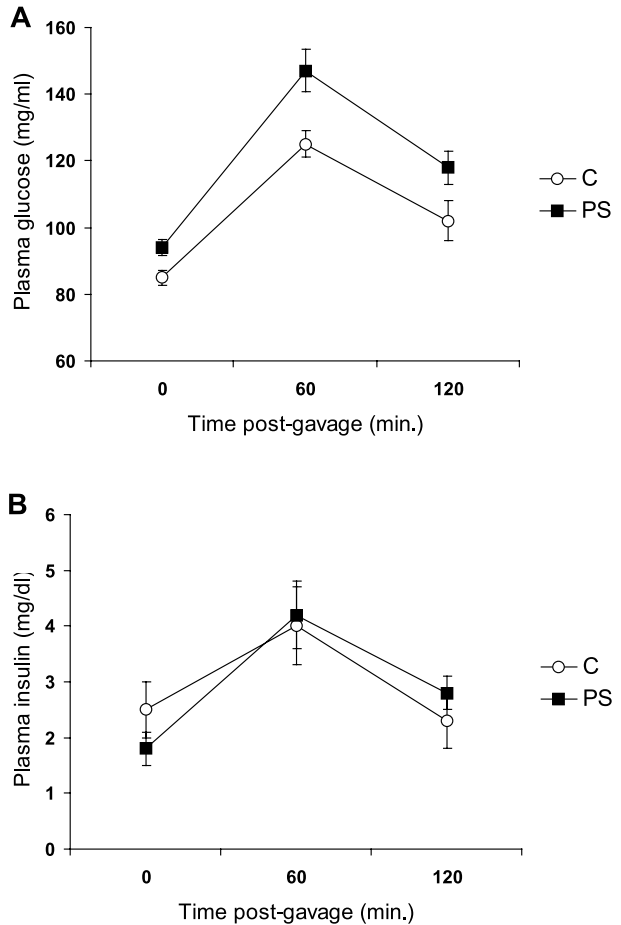 A
Plasma glucose (mg/ml)
160
140
120
100
80
60
0 60 120
Time post-gavage (min.)
C
PS
B
Plasma insulin (mg/dl)
6
5
4
3
2
1
0
0 60 120
Time post-gavage (min.)
C
PS